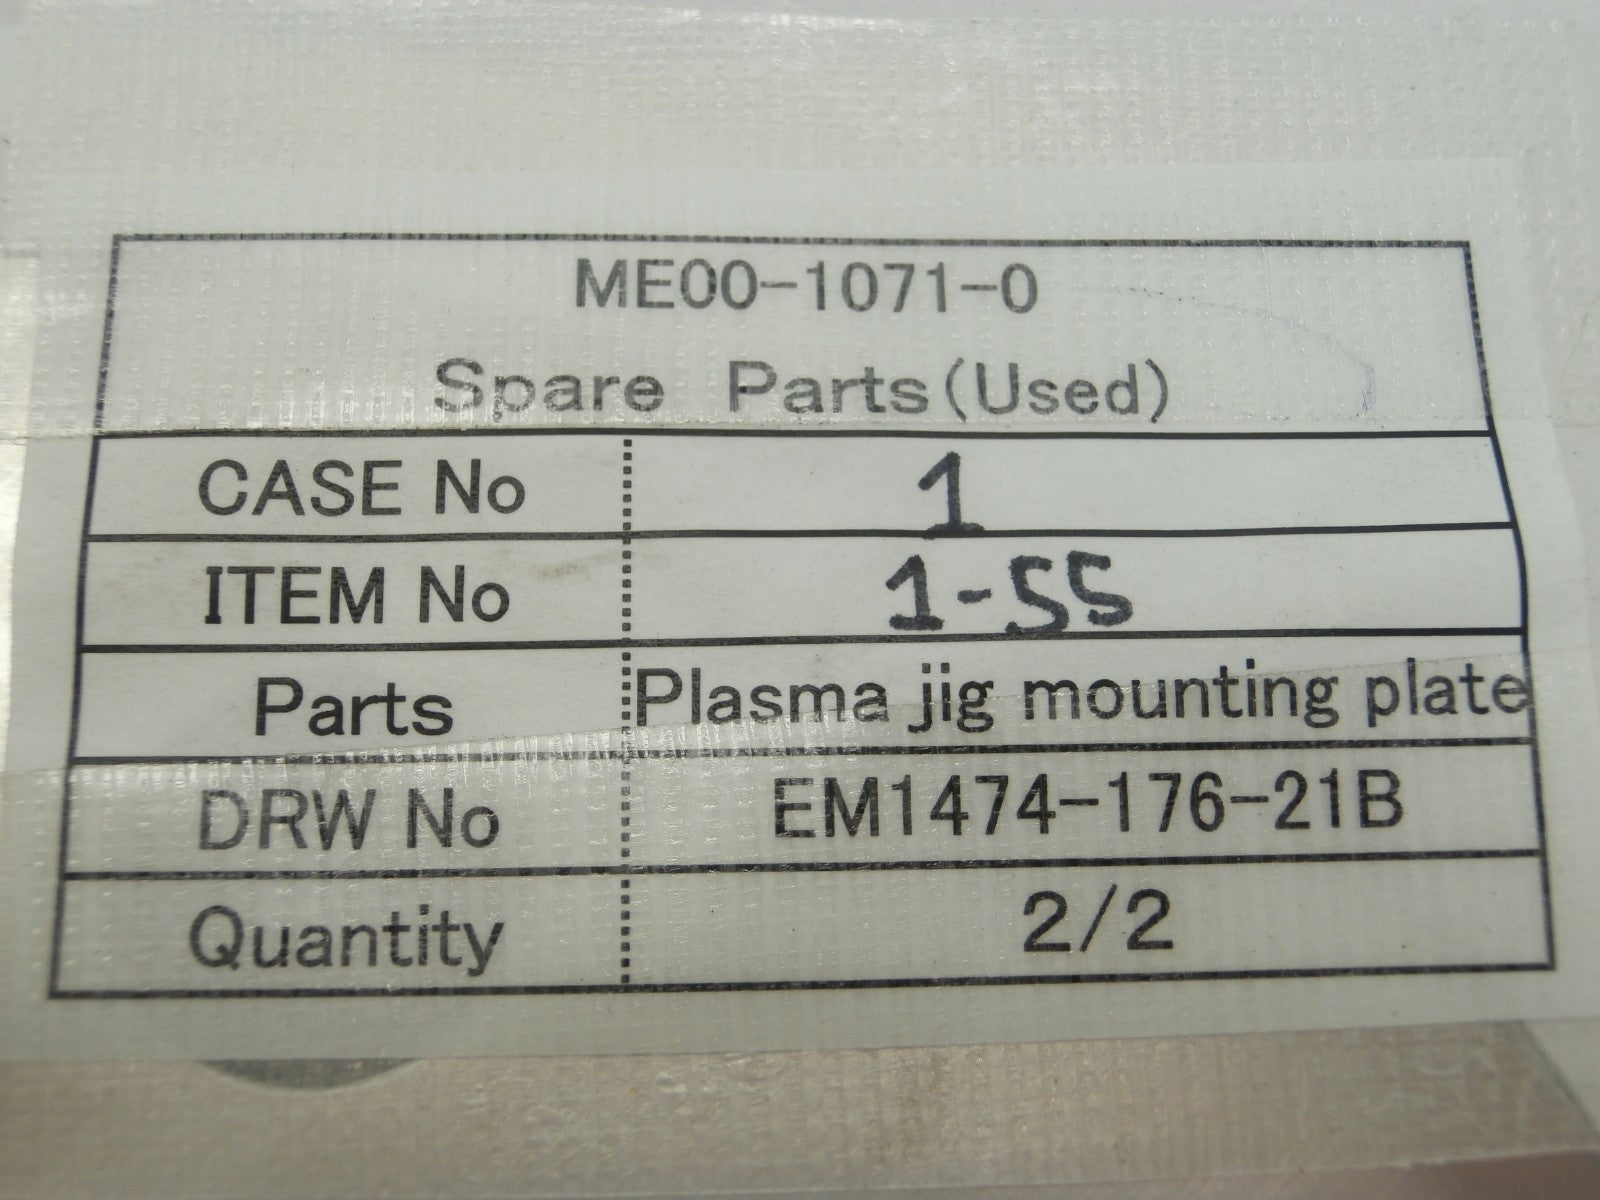 ME00-1071-0
Spare Parts(Used)
CASE No 1
ITEM No 1-55
Parts Plasma jig mounting plate
DRW No EM1474-176-21B
Quantity 2/2